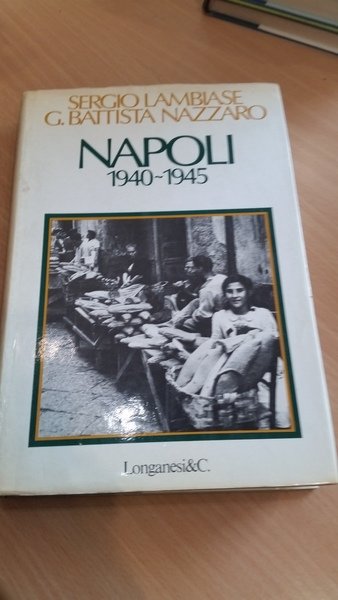 SERGIO LAMBIASE
G. BATTISTA NAZZARO
NAPOLI
1940~1945
Longanesi&C.